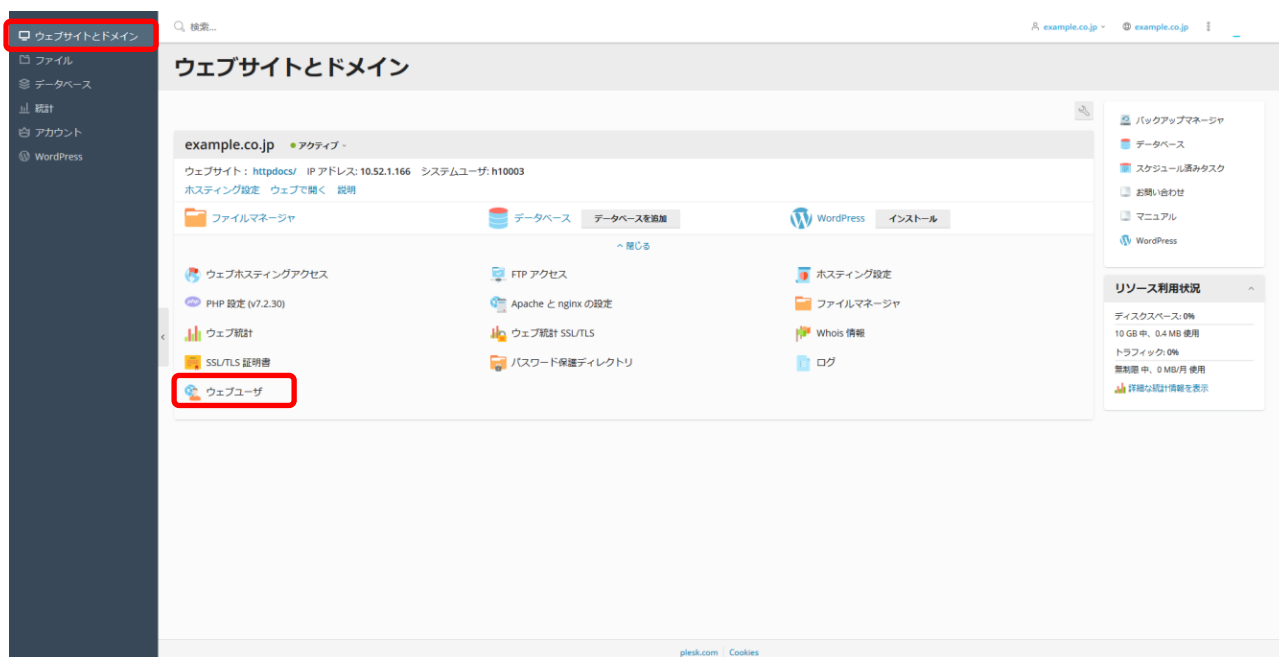 ウェブサイトとドメイン
ファイル
データベース
統計
アカウント
WordPress
検索...
example.co.jp
example.co.jp
ウェブサイトとドメイン
example.co.jp アクティブ
ウェブサイト : httpdocs/ IP アドレス: 10.52.1.166 システムユーザ: h10003
ホスティング設定 ウェブで開く 説明
ファイルマネージャ
データベース データベースを追加
WordPress インストール
閉じる
ウェブホスティングアクセス
FTP アクセス
ホスティング設定
PHP 設定 (v7.2.30)
Apache と nginx の設定
ファイルマネージャ
ウェブ統計
ウェブ統計 SSL/TLS
Whois 情報
SSL/TLS 証明書
パスワード保護ディレクトリ
ログ
ウェブユーザ
バックアップマネージャ
データベース
スケジュール済みタスク
お問い合わせ
マニュアル
WordPress
リソース利用状況
ディスクスペース: 0%
10 GB 中、0.4 MB 使用
トラフィック: 0%
無制限 中、0 MB/月 使用
詳細な統計情報を表示
plesk.com Cookies